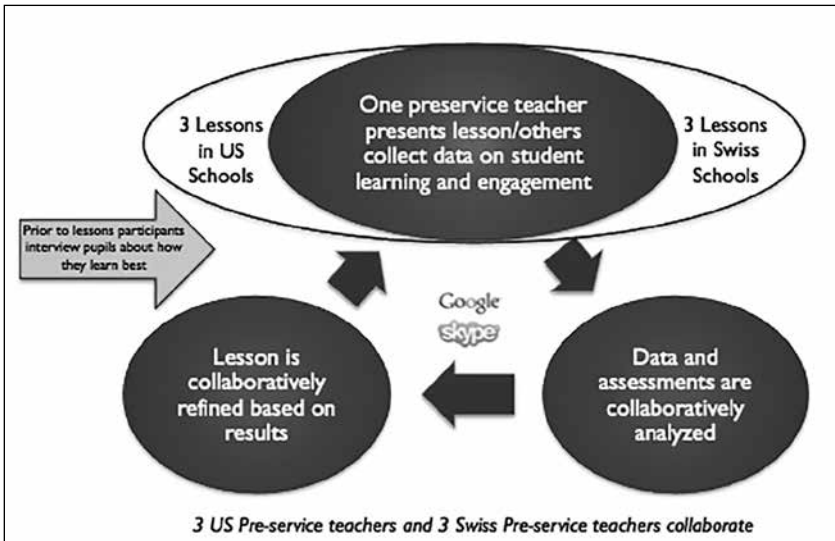 One preservice teacher
presents lesson/others
collect data on student
learning and engagement
3 Lessons
in US
Schools
3 Lessons
in Swiss
Schools
Prior to lessons participants
interview pupils about how
they learn best
Google
skype
Lesson is
collaboratively
refined based on
results
Data and
assessments are
collaboratively
analyzed
3 US Pre-service teachers and 3 Swiss Pre-service teachers collaborate